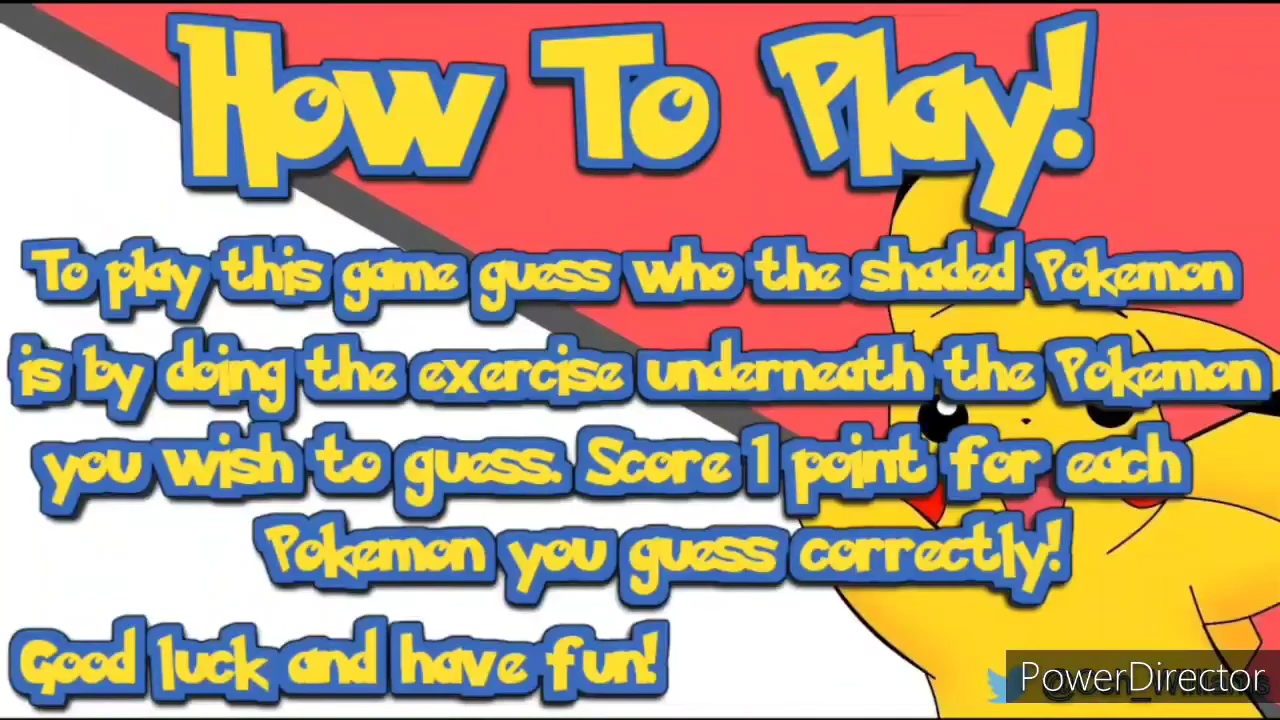 How To Play!
To play this game guess who the shaded Pokemon
is by doing the exercise underneath the Pokemon
you wish to guess. Score 1 point for each
Pokemon you guess correctly!
Good luck and have fun!
PowerDirector